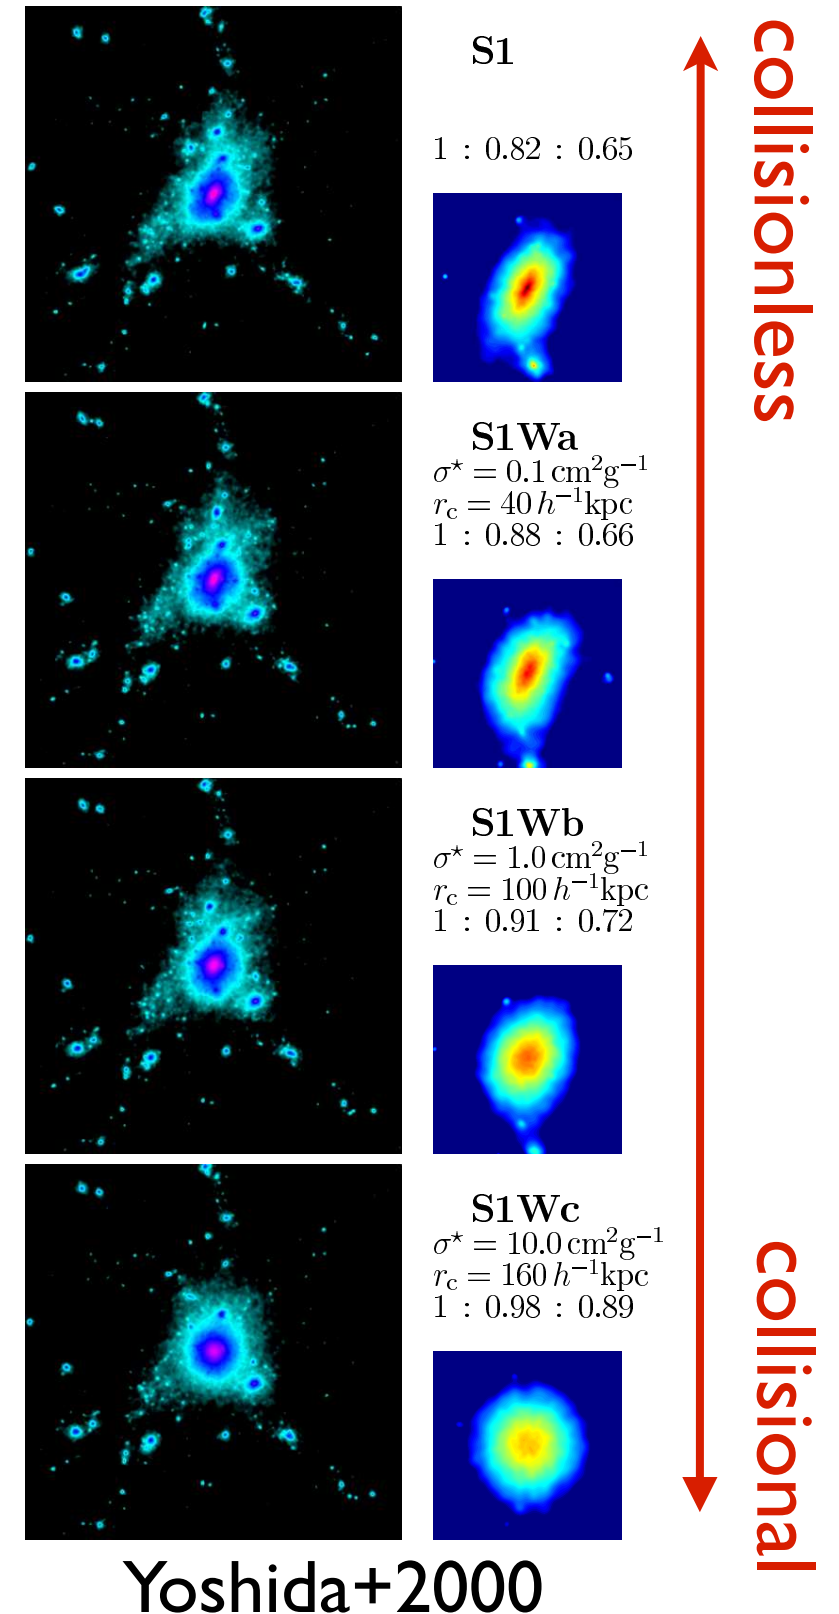 S1
1 : 0.82 : 0.65
S1Wa
σ⋆ = 0.1 cm²g⁻¹
r_c = 40 h⁻¹kpc
1 : 0.88 : 0.66
S1Wb
σ⋆ = 1.0 cm²g⁻¹
r_c = 100 h⁻¹kpc
1 : 0.91 : 0.72
S1Wc
σ⋆ = 10.0 cm²g⁻¹
r_c = 160 h⁻¹kpc
1 : 0.98 : 0.89
collisionless
collisional
Yoshida+2000